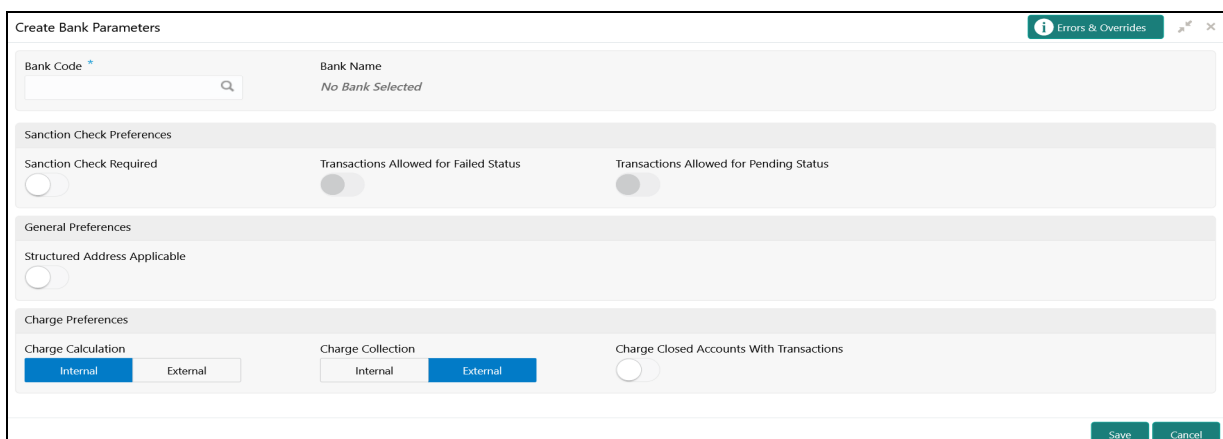 Create Bank Parameters
Errors & Overrides
Bank Code *
Bank Name
No Bank Selected
Sanction Check Preferences
Sanction Check Required
Transactions Allowed for Failed Status
Transactions Allowed for Pending Status
General Preferences
Structured Address Applicable
Charge Preferences
Charge Calculation
Charge Collection
Charge Closed Accounts With Transactions
Internal External
Internal External
Save
Cancel